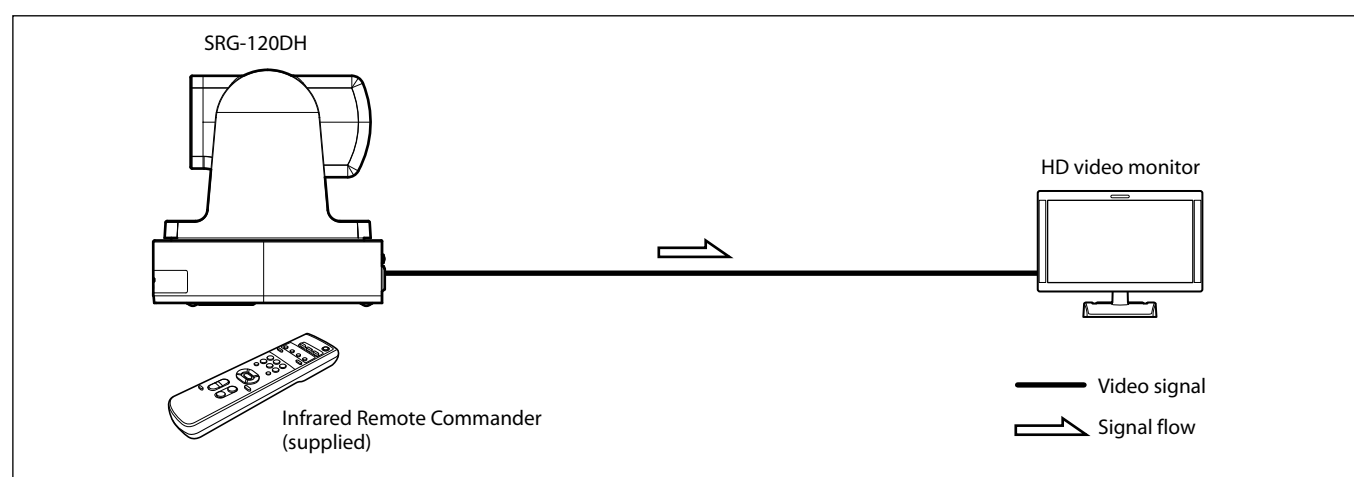 SRG-120DH
HD video monitor
Infrared Remote Commander
(supplied)
Video signal
Signal flow